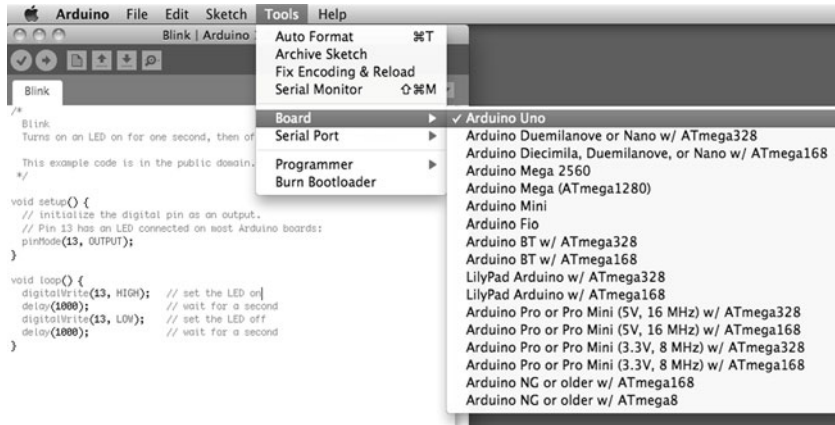 Arduino File Edit Sketch Tools Help
Blink | Arduino
Auto Format ⌘T
Archive Sketch
Fix Encoding & Reload
Serial Monitor ⇧⌘M
Board
Serial Port
Programmer
Burn Bootloader
✓ Arduino Uno
Arduino Duemilanove or Nano w/ ATmega328
Arduino Diecimila, Duemilanove, or Nano w/ ATmega168
Arduino Mega 2560
Arduino Mega (ATmega1280)
Arduino Mini
Arduino Fio
Arduino BT w/ ATmega328
Arduino BT w/ ATmega168
LilyPad Arduino w/ ATmega328
LilyPad Arduino w/ ATmega168
Arduino Pro or Pro Mini (5V, 16 MHz) w/ ATmega328
Arduino Pro or Pro Mini (5V, 16 MHz) w/ ATmega168
Arduino Pro or Pro Mini (3.3V, 8 MHz) w/ ATmega328
Arduino Pro or Pro Mini (3.3V, 8 MHz) w/ ATmega168
Arduino NG or older w/ ATmega168
Arduino NG or older w/ ATmega8
Blink
/*
Blink
Turns on an LED on for one second, then of
This example code is in the public domain.
*/
void setup() {
// initialize the digital pin as an output.
// Pin 13 has an LED connected on most Arduino boards:
pinMode(13, OUTPUT);
}
void loop() {
digitalWrite(13, HIGH); // set the LED on
delay(1000); // wait for a second
digitalWrite(13, LOW); // set the LED off
delay(1000); // wait for a second
}